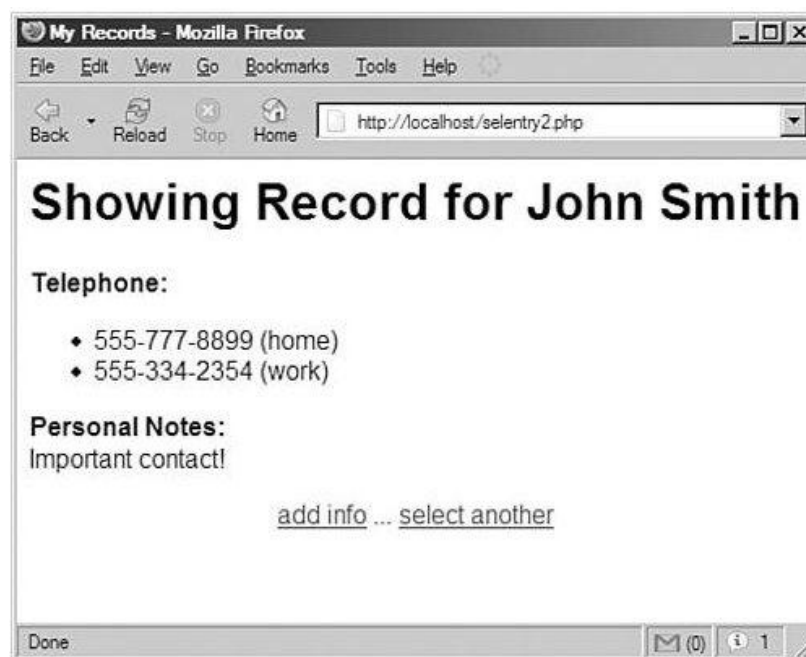 My Records - Mozilla Firefox
File Edit View Go Bookmarks Tools Help
Back Reload Stop Home http://localhost/selentry2.php
Showing Record for John Smith
Telephone:
• 555-777-8899 (home)
• 555-334-2354 (work)
Personal Notes:
Important contact!
add info ... select another
Done (0) 1